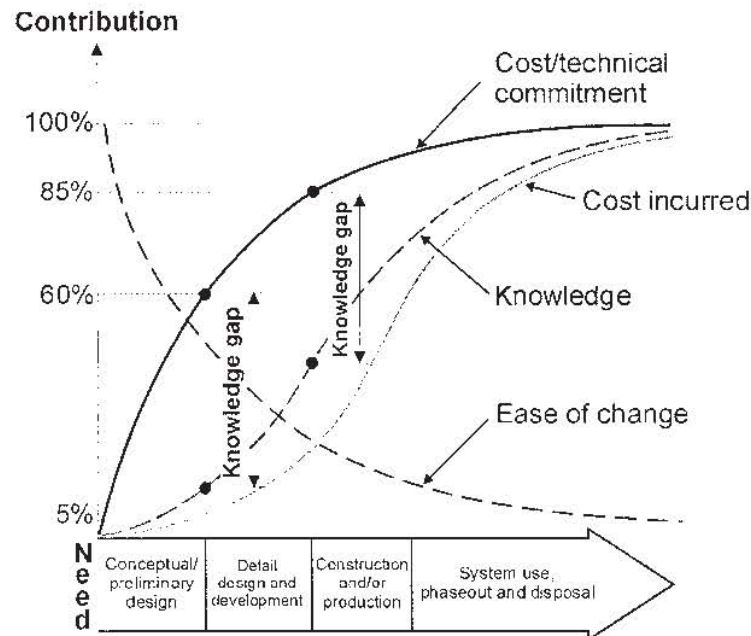 Contribution
Cost/technical
commitment
100%
85%
60%
5%
Knowledge gap
Knowledge gap
Cost incurred
Knowledge
Ease of change
Need
Conceptual/
preliminary
design
Detail
design and
development
Construction
and/or
production
System use,
phaseout and disposal